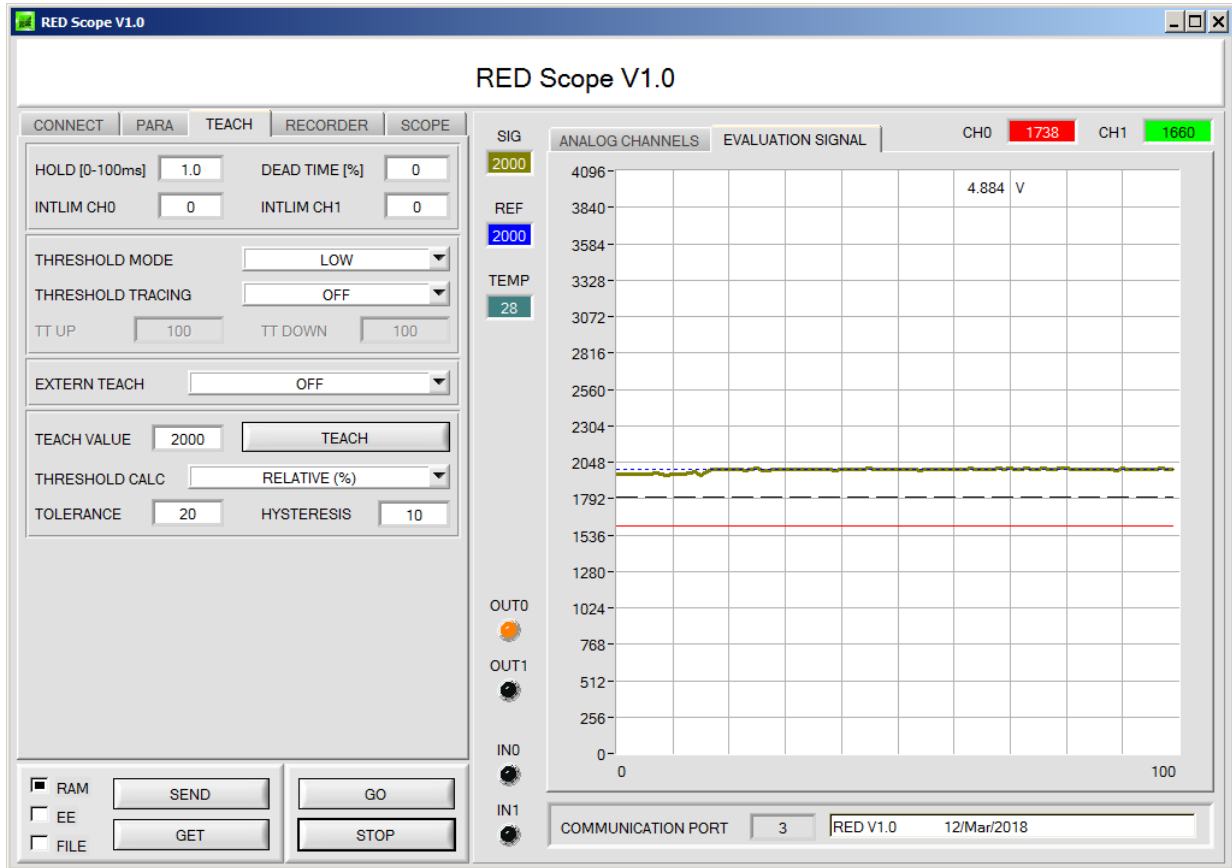 RED Scope V1.0
RED Scope V1.0
CONNECT PARA TEACH RECORDER SCOPE
HOLD [0-100ms] 1.0 DEAD TIME [%] 0
INTLIM CH0 0 INTLIM CH1 0
THRESHOLD MODE LOW
THRESHOLD TRACING OFF
TT UP 100 TT DOWN 100
EXTERN TEACH OFF
TEACH VALUE 2000 TEACH
THRESHOLD CALC RELATIVE (%)
TOLERANCE 20 HYSTERESIS 10
RAM SEND GO
EE
GET STOP
FILE
SIG
2000
REF
2000
TEMP
28
OUT0
OUT1
IN0
IN1
ANALOG CHANNELS EVALUATION SIGNAL CH0 1738 CH1 1660
4.884 V
4096
3840
3584
3328
3072
2816
2560
2304
2048
1792
1536
1280
1024
768
512
256
0
0 100
COMMUNICATION PORT 3 RED V1.0 12/Mar/2018